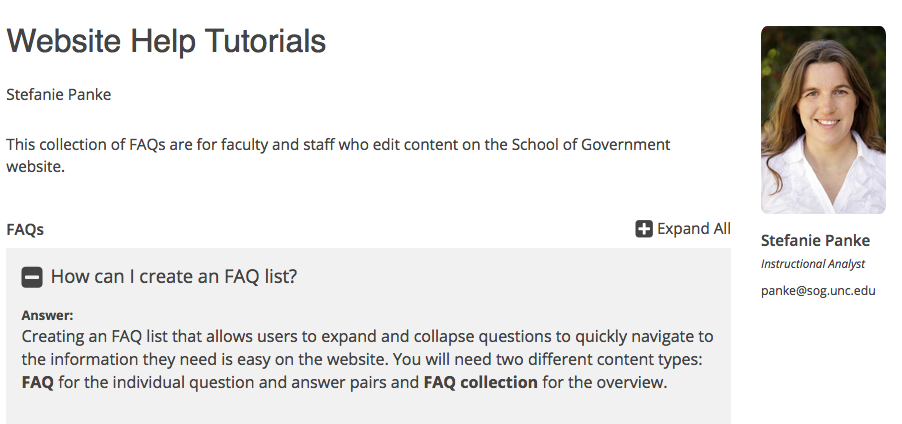 Website Help Tutorials
Stefanie Panke
This collection of FAQs are for faculty and staff who edit content on the School of Government
website.
FAQs
Expand All
How can I create an FAQ list?
Answer:
Creating an FAQ list that allows users to expand and collapse questions to quickly navigate to
the information they need is easy on the website. You will need two different content types:
FAQ for the individual question and answer pairs and FAQ collection for the overview.
Stefanie Panke
Instructional Analyst
panke@sog.unc.edu